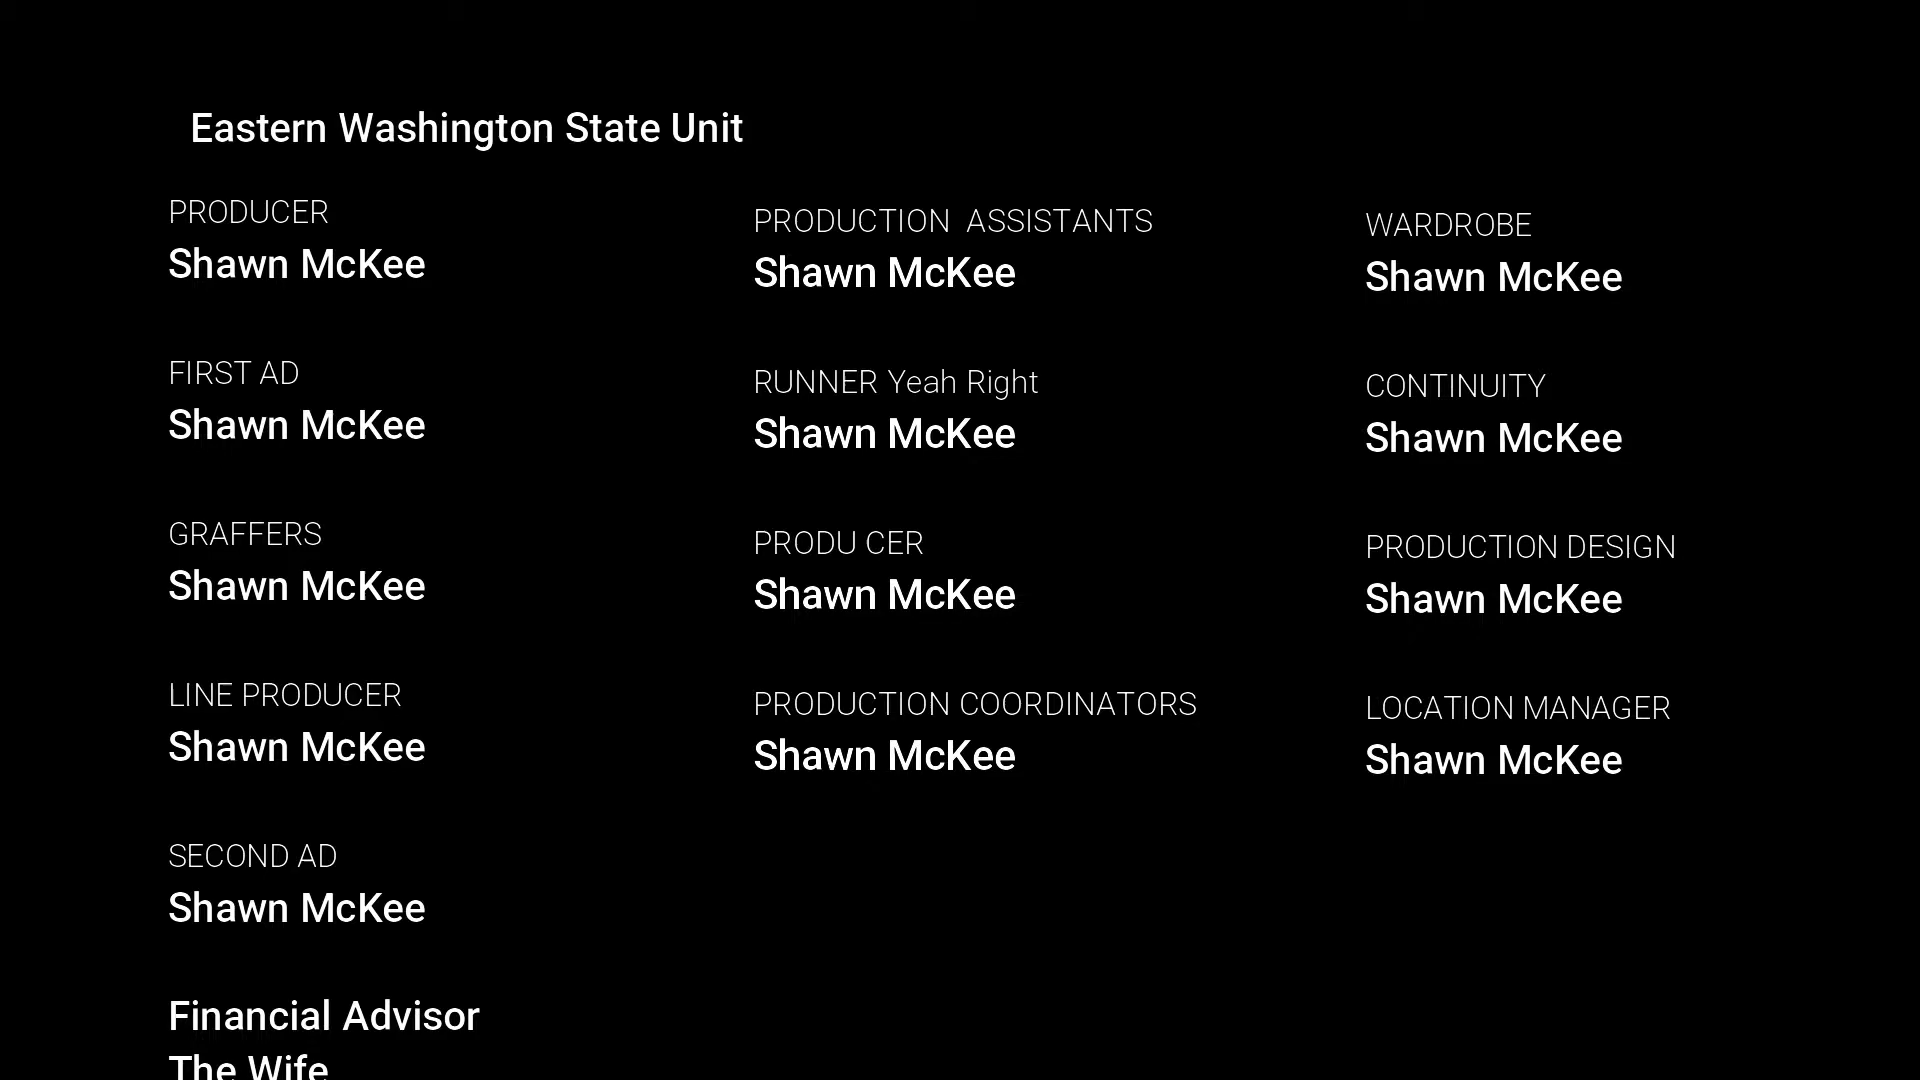 Eastern Washington State Unit
PRODUCER
Shawn McKee
FIRST AD
Shawn McKee
GRAFFERS
Shawn McKee
LINE PRODUCER
Shawn McKee
SECOND AD
Shawn McKee
Financial Advisor
The Wife
PRODUCTION  ASSISTANTS
Shawn McKee
RUNNER Yeah Right
Shawn McKee
PRODU CER
Shawn McKee
PRODUCTION COORDINATORS
Shawn McKee
WARDROBE
Shawn McKee
CONTINUITY
Shawn McKee
PRODUCTION DESIGN
Shawn McKee
LOCATION MANAGER
Shawn McKee